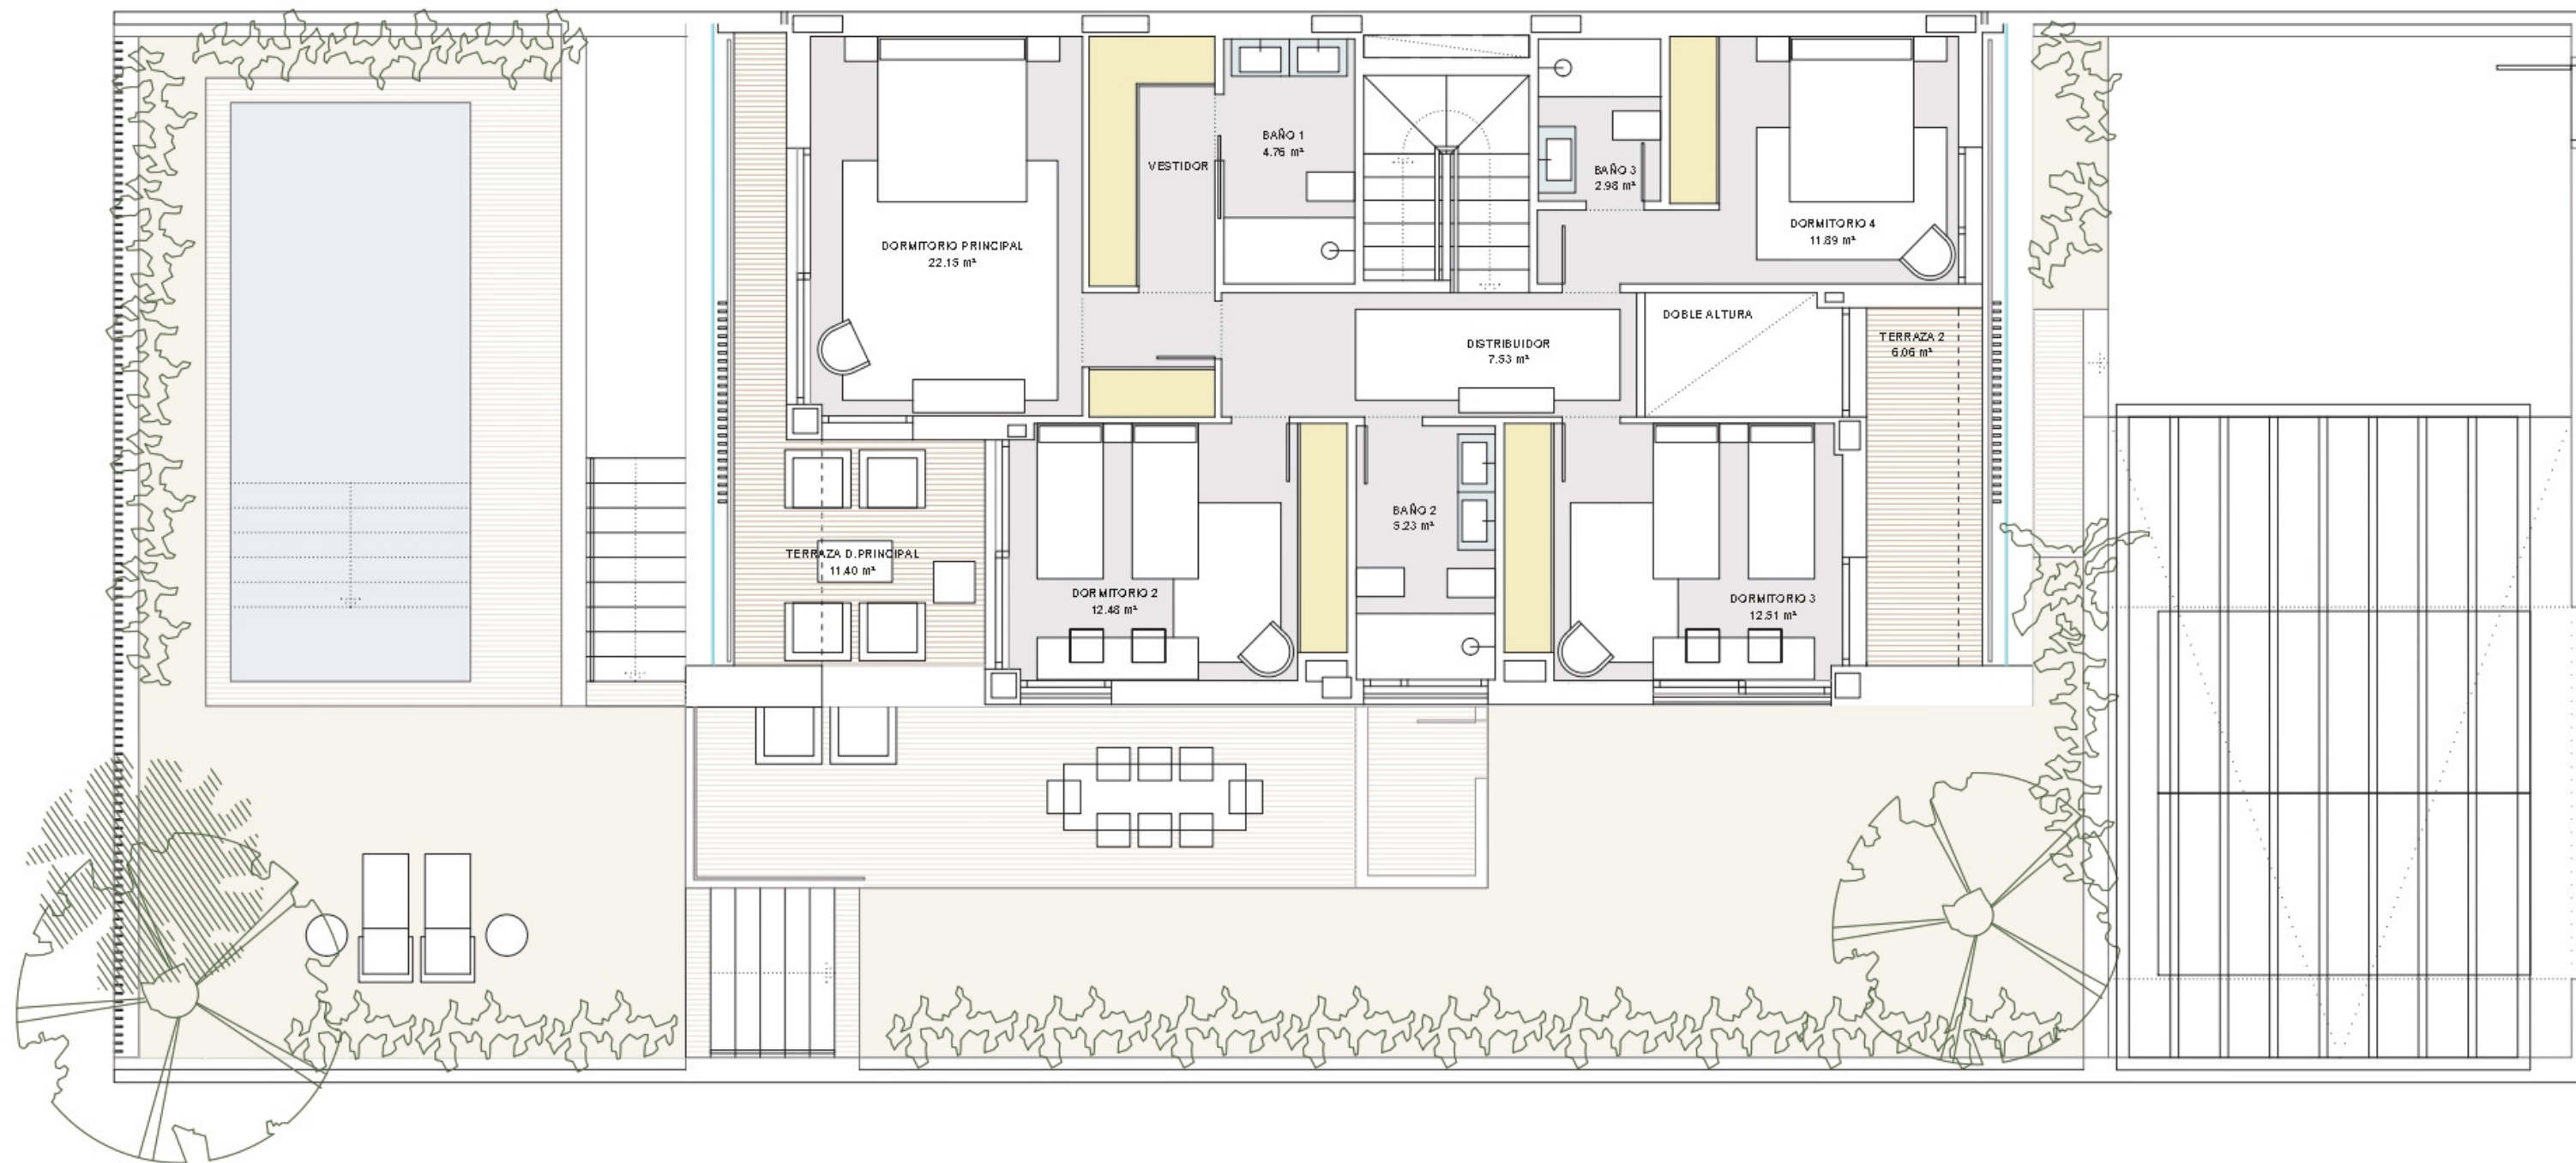 BAÑO 1
4.76 m²
VESTIDOR
BAÑO 3
2.98 m²
DORMITORIO PRINCIPAL
22.15 m²
DORMITORIO 4
11.89 m²
DOBLE ALTURA
DISTRIBUIDOR
7.53 m²
TERRAZA 2
6.06 m²
BAÑO 2
5.23 m²
TERRAZA D.PRINCIPAL
11.40 m²
DORMITORIO 2
12.48 m²
DORMITORIO 3
12.51 m²